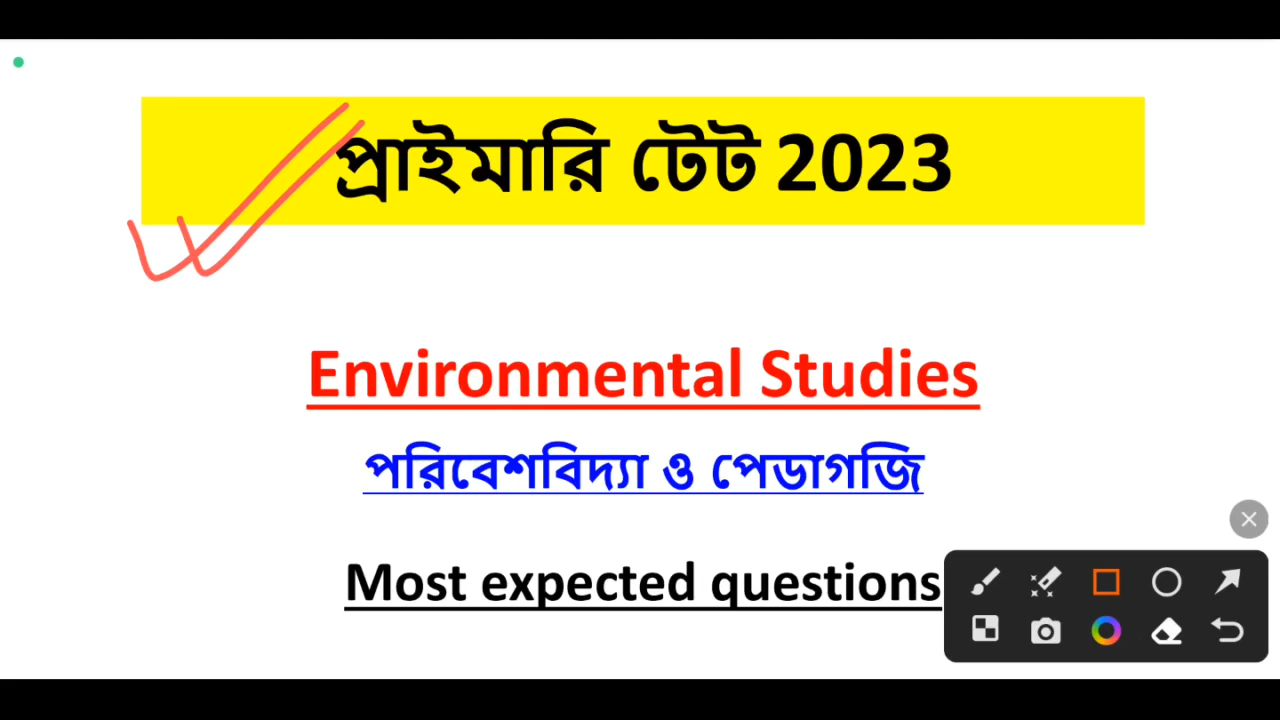 প্রাইমারি টেট 2023
Environmental Studies
পরিবেশবিদ্যা ও পেডাগজি
Most expected questions